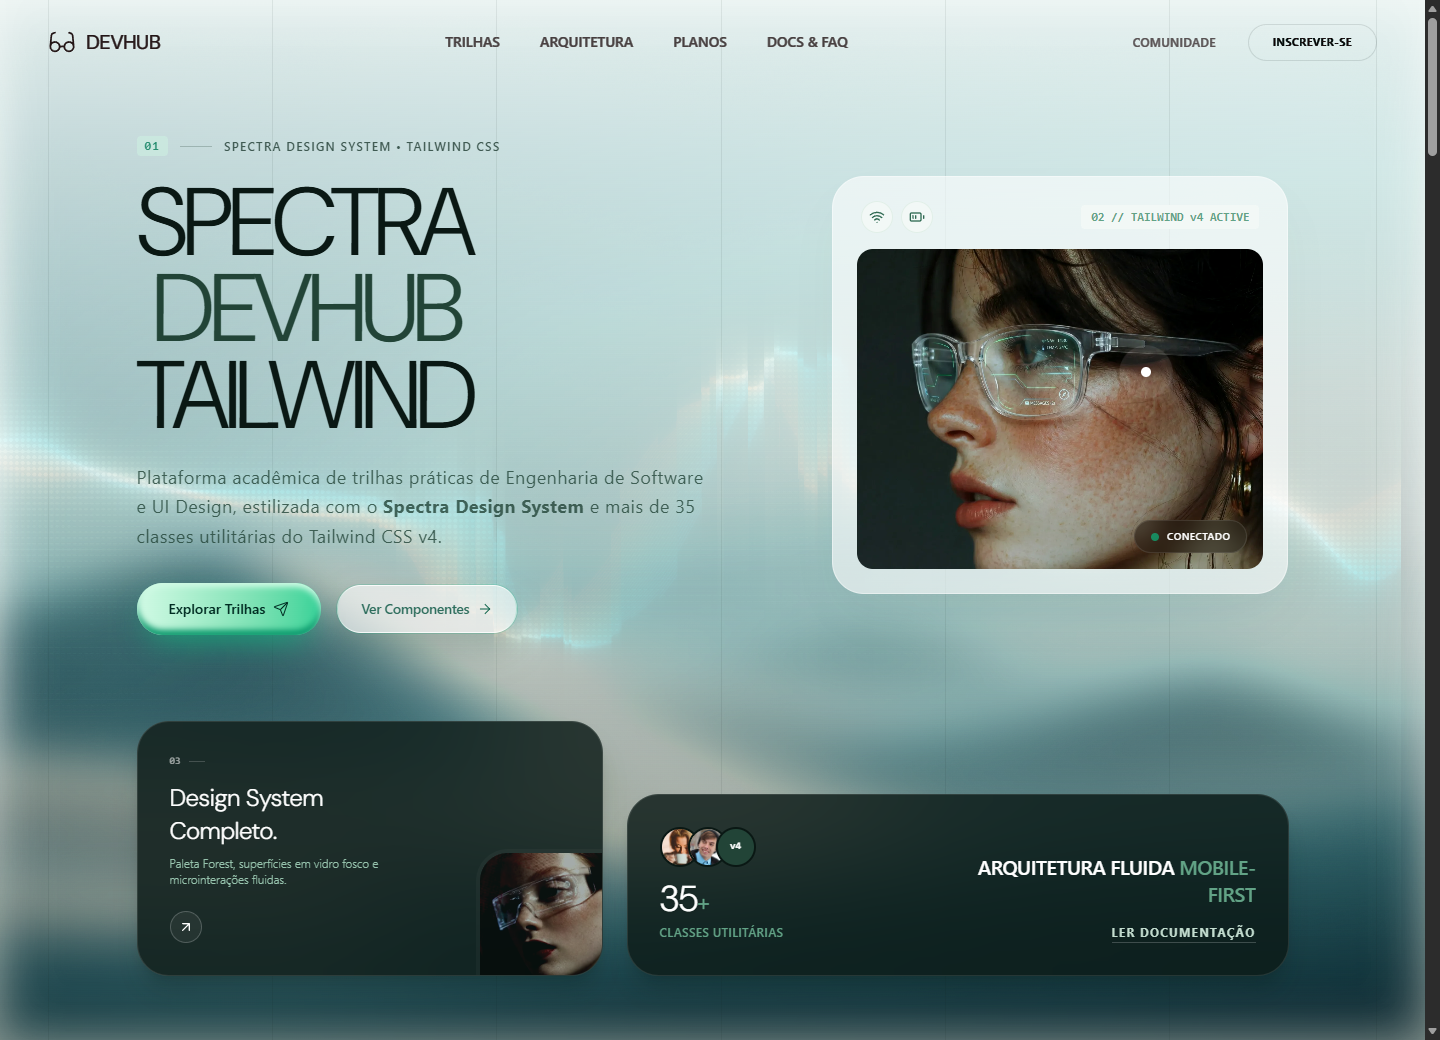 DEVHUB
TRILHAS
ARQUITETURA
PLANOS
DOCS & FAQ
COMUNIDADE
INSCREVER-SE
01
SPECTRA DESIGN SYSTEM • TAILWIND CSS
SPECTRA
DEVHUB
TAILWIND
Plataforma acadêmica de trilhas práticas de Engenharia de Software
e UI Design, estilizada com o Spectra Design System e mais de 35
classes utilitárias do Tailwind CSS v4.
Explorar Trilhas
Ver Componentes
02 // TAILWIND v4 ACTIVE
CONECTADO
03
Design System
Completo.
Paleta Forest, superfícies em vidro fosco e
microinterações fluidas.
v4
35+
CLASSES UTILITÁRIAS
ARQUITETURA FLUIDA MOBILE-
FIRST
LER DOCUMENTAÇÃO